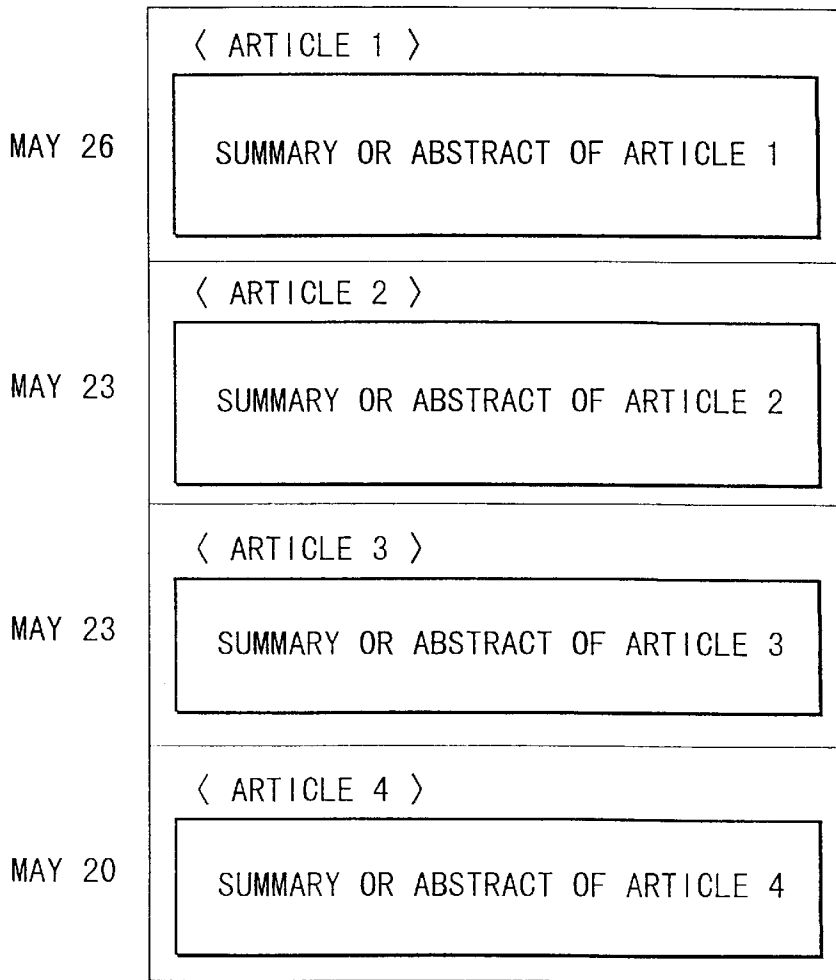 〈 ARTICLE 1 〉
MAY 26
SUMMARY OR ABSTRACT OF ARTICLE 1
〈 ARTICLE 2 〉
MAY 23
SUMMARY OR ABSTRACT OF ARTICLE 2
〈 ARTICLE 3 〉
MAY 23
SUMMARY OR ABSTRACT OF ARTICLE 3
〈 ARTICLE 4 〉
MAY 20
SUMMARY OR ABSTRACT OF ARTICLE 4